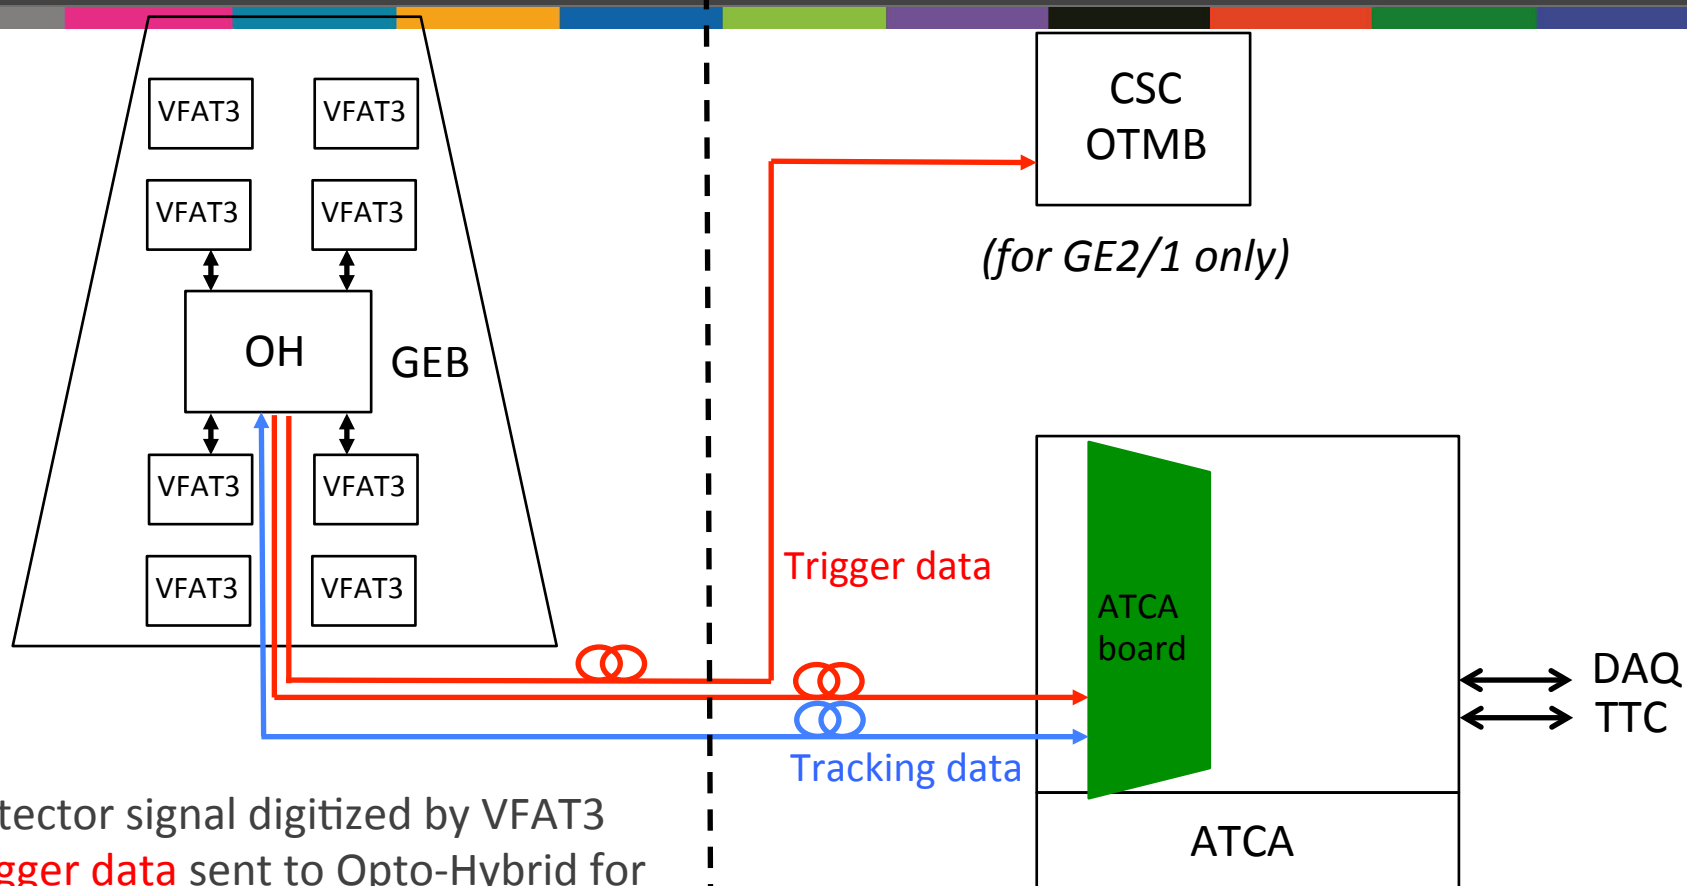 VFAT3 VFAT3
VFAT3 VFAT3
OH
GEB
VFAT3 VFAT3
VFAT3 VFAT3
CSC
OTMB
(for GE2/1 only)
Trigger data
ATCA
board
Tracking data
DAQ
TTC
ATCA
tector signal digitized by VFAT3
gger data sent to Opto-Hybrid for